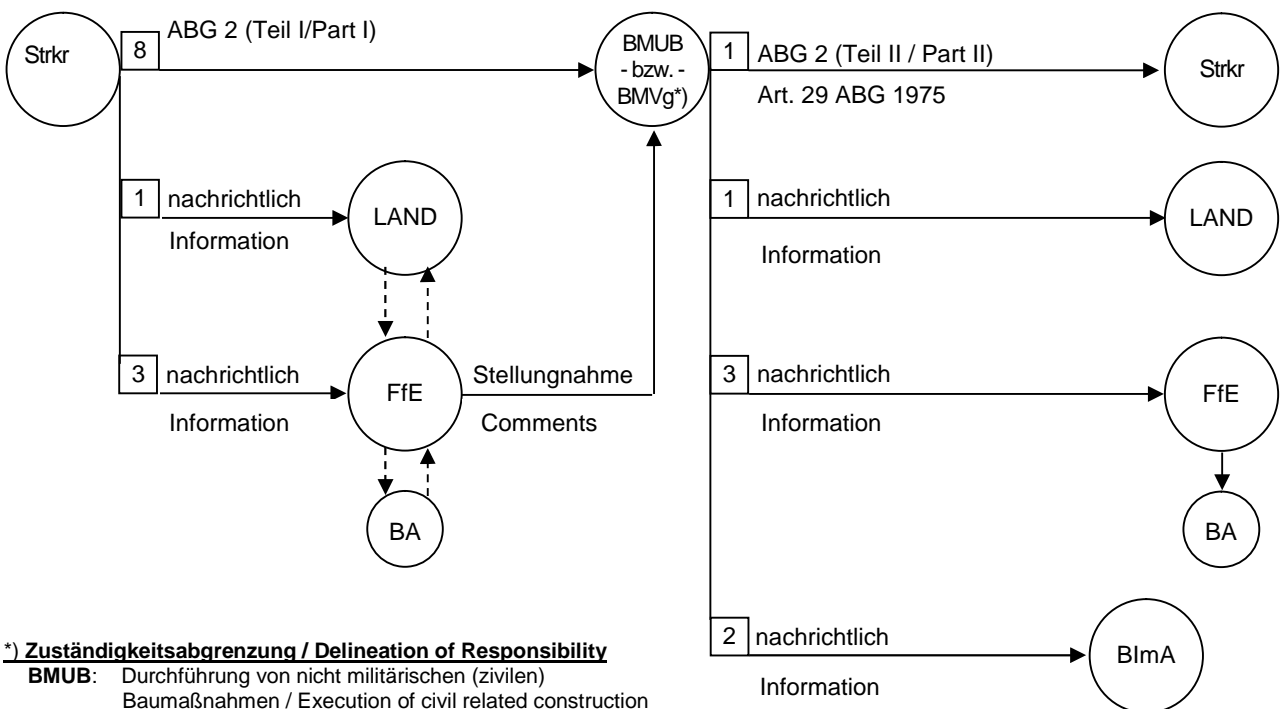 Strkr
8
ABG 2 (Teil I/Part I)
BMUB
- bzw. -
BMVg*)
1
ABG 2 (Teil II / Part II)
Art. 29 ABG 1975
Strkr
1
nachrichtlich
Information
LAND
1
nachrichtlich
Information
LAND
3
nachrichtlich
Information
FfE
Stellungnahme
Comments
3
nachrichtlich
Information
FfE
BA
BA
2
nachrichtlich
Information
BImA
*) Zuständigkeitsabgrenzung / Delineation of Responsibility
BMUB: Durchführung von nicht militärischen (zivilen)
Baumaßnahmen / Execution of civil related construction